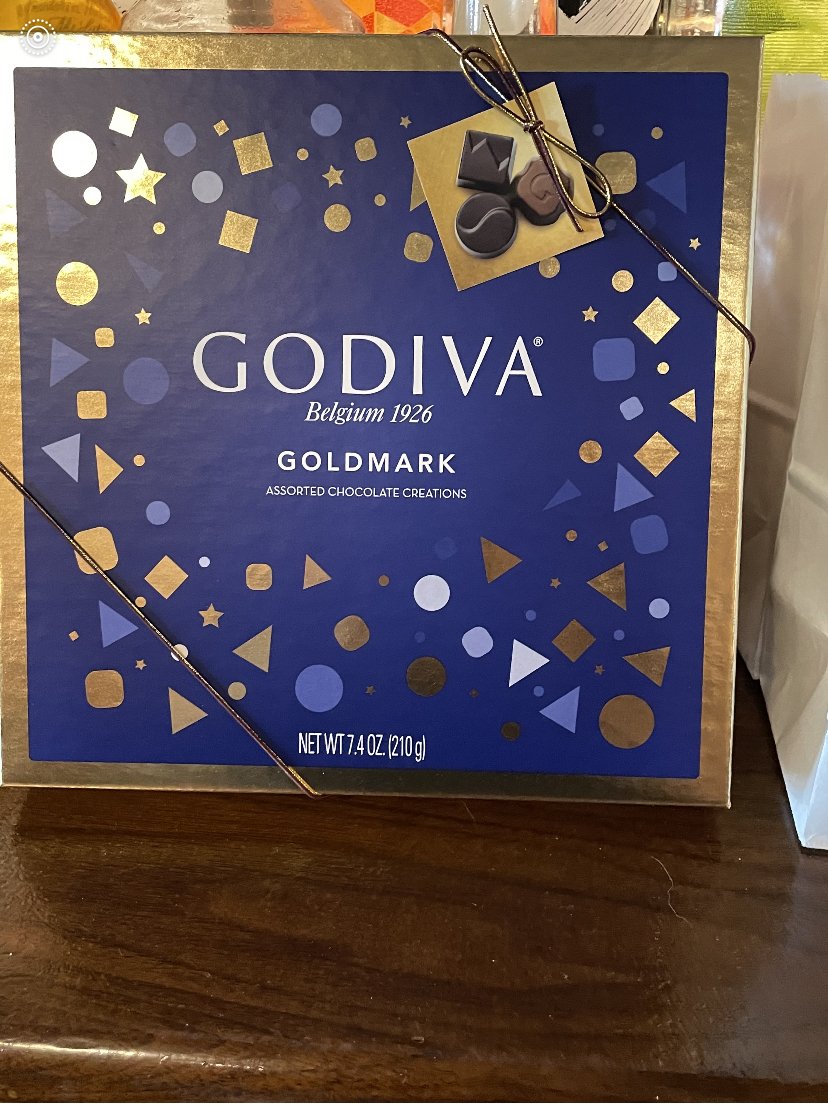 GODIVA®
Belgium 1926
GOLDMARK
ASSORTED CHOCOLATE CREATIONS
NET WT 7.4 OZ. (210 g)